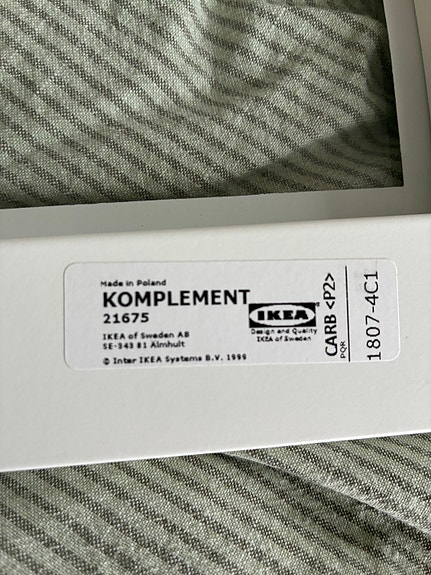 Made in Poland
KOMPLEMENT
21675
IKEA of Sweden AB
SE-343 81 Älmhult
© Inter IKEA Systems B.V. 1999
IKEA
Design and Quality
IKEA of Sweden
CARB <P2>
PQR
1807-4C1